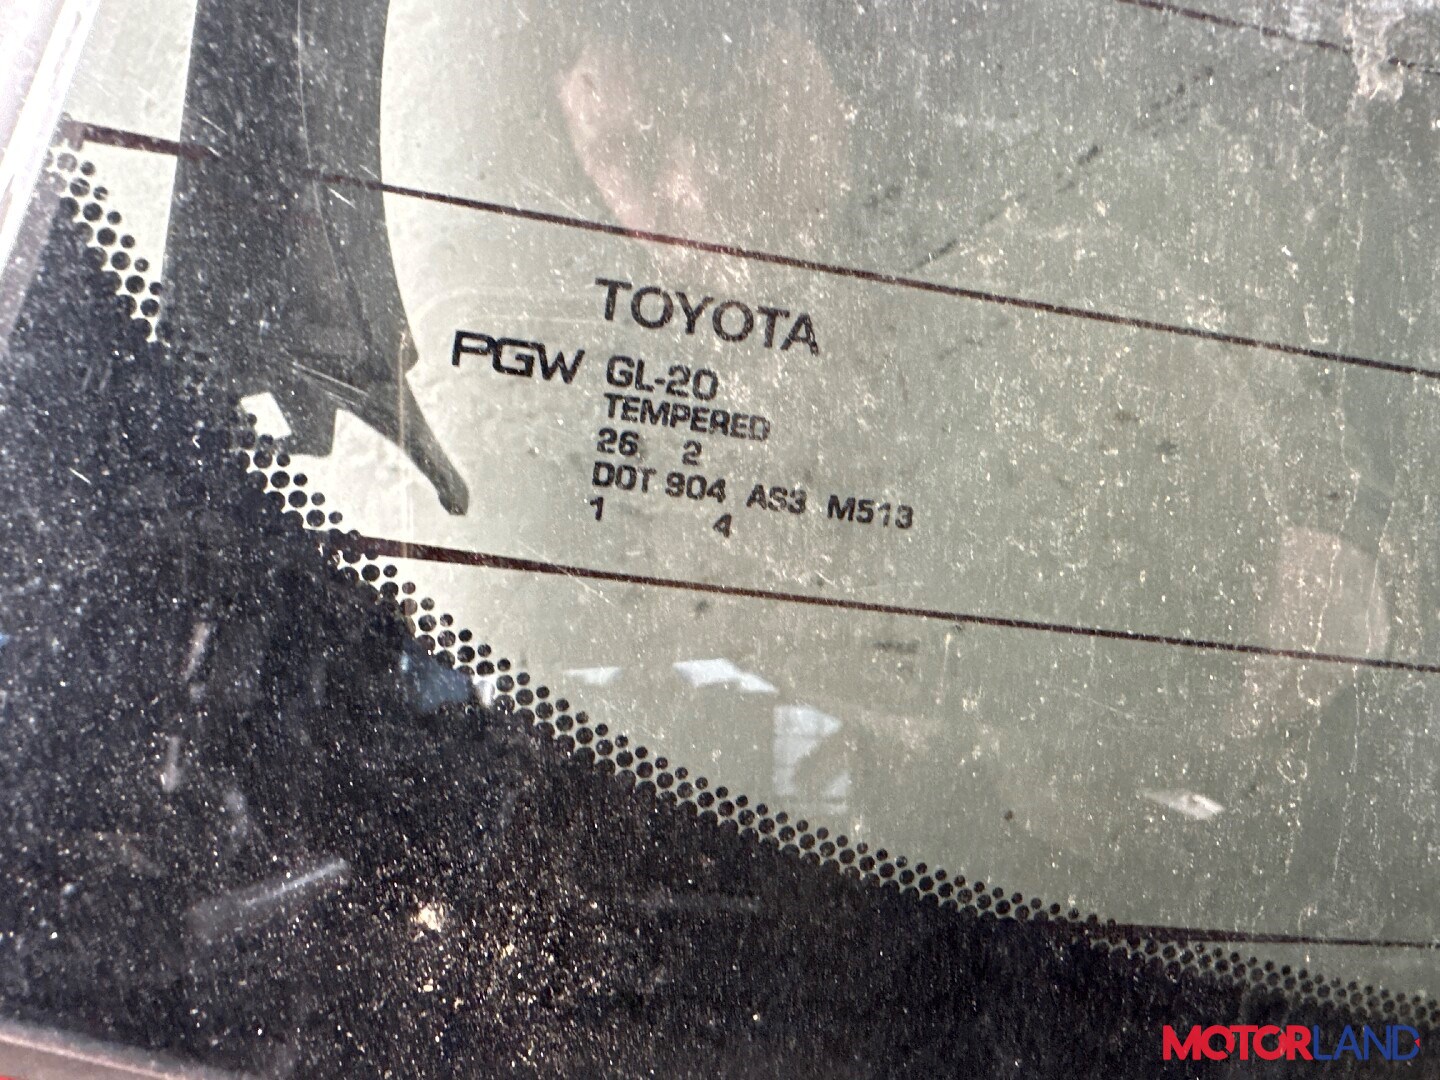 TOYOTA
PGW GL-20
TEMPERED
26 2
DOT 904 AS3 M513
1 4
MOTORLAND